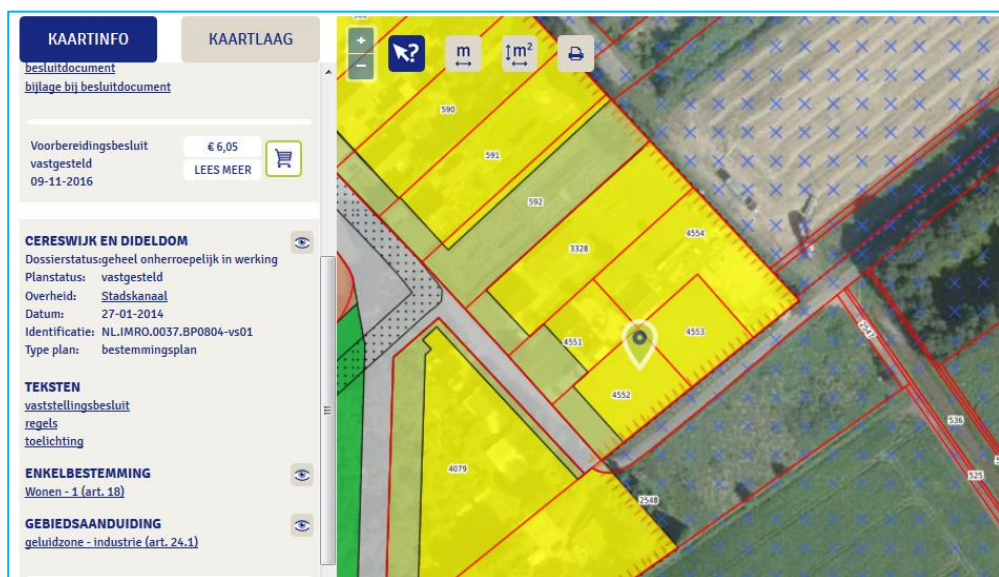 KAARTINFO
KAARTLAAG
besluitdocument
bijlage bij besluitdocument
Voorbereidingsbesluit
vastgesteld
09-11-2016
€ 6,05
LEES MEER
CERESWIJK EN DIDELDOM
Dossierstatus:geheel onherroepelijk in werking
Planstatus: vastgesteld
Overheid: Stadskanaal
Datum: 27-01-2014
Identificatie: NL.IMRO.0037.BP0804-vs01
Type plan: bestemmingsplan
TEKSTEN
vaststellingsbesluit
regels
toelichting
ENKELBESTEMMING
Wonen - 1 (art. 18)
GEBIEDSAANDUIDING
geluidzone - industrie (art. 24.1)
+
−
?
m
m²
590
591
592
3328
4554
4553
4551
4552
4079
2548
2547
536
525